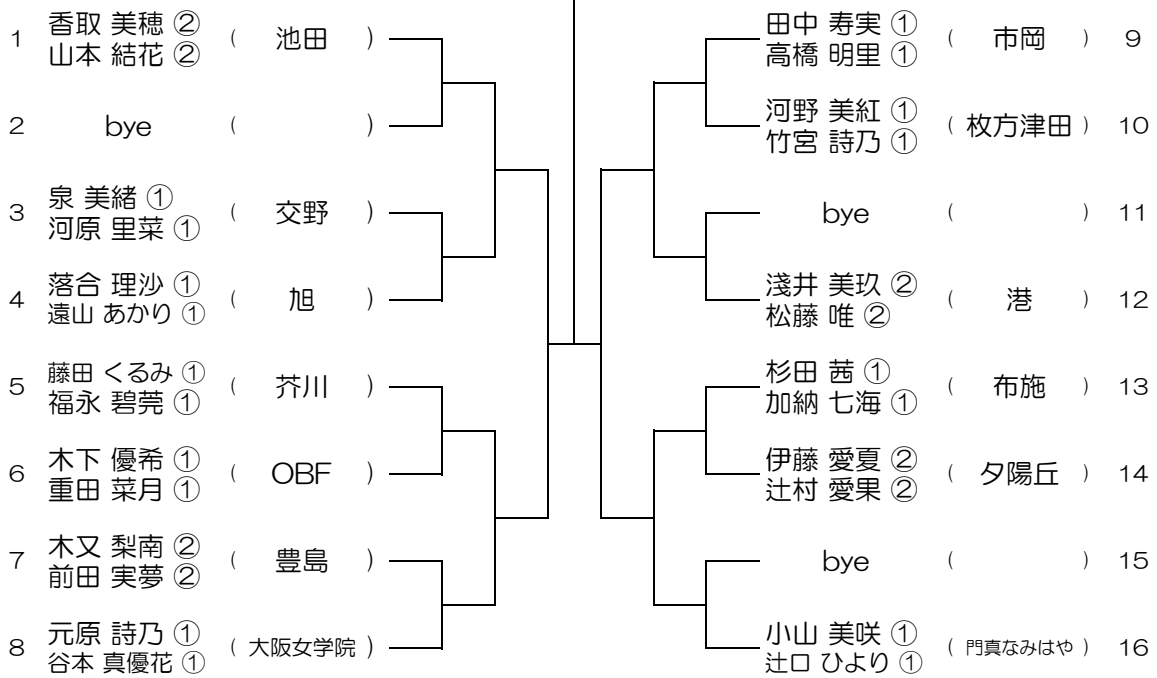 1 香取 美穂 ② ( 池田 )
山本 結花 ②
2 bye ( )
3 泉 美緒 ① ( 交野 )
河原 里菜 ①
4 落合 理沙 ① ( 旭 )
遠山 あかり ①
5 藤田 くるみ ① ( 芥川 )
福永 碧莞 ①
6 木下 優希 ① ( OBF )
重田 菜月 ①
7 木又 梨南 ② ( 豊島 )
前田 実夢 ②
8 元原 詩乃 ① ( 大阪女学院 )
谷本 真優花 ①
田中 寿実 ① ( 市岡 ) 9
高橋 明里 ①
河野 美紅 ① ( 枚方津田 ) 10
竹宮 詩乃 ①
bye ( ) 11
淺井 美玖 ② ( 港 ) 12
松藤 唯 ②
杉田 茜 ① ( 布施 ) 13
加納 七海 ①
伊藤 愛夏 ② ( 夕陽丘 ) 14
辻村 愛果 ②
bye ( ) 15
小山 美咲 ① ( 門真なみはや ) 16
辻口 ひより ①